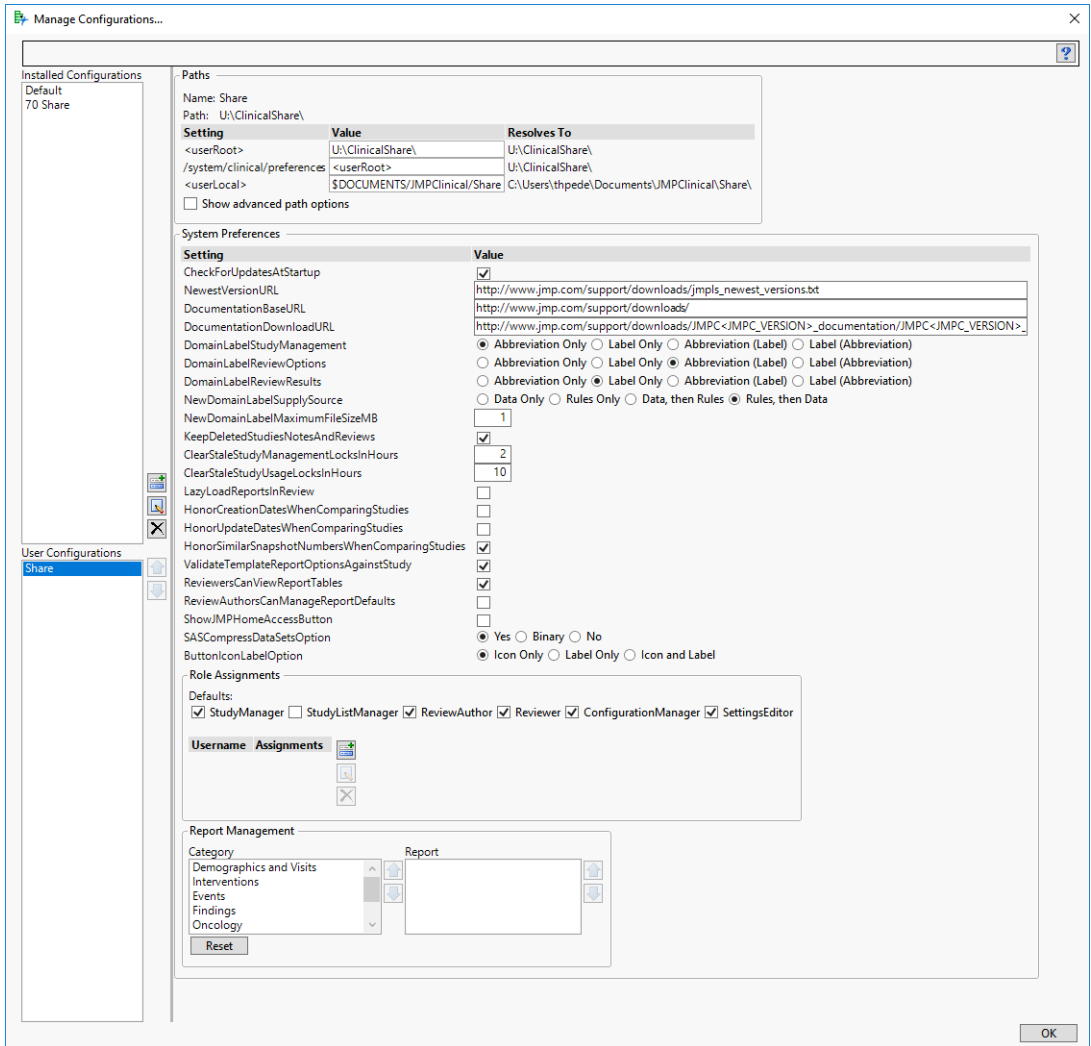 Manage Configurations...
?
Installed Configurations
Default
70 Share
User Configurations
Share
Paths
Name: Share
Path: U:\ClinicalShare\
Setting Value Resolves To
<userRoot> U:\ClinicalShare\ U:\ClinicalShare\
/system/clinical/preferences <userRoot> U:\ClinicalShare\
<userLocal> $DOCUMENTS/JMPClinical/Share C:\Users\thpede\Documents\JMPClinical\Share\
Show advanced path options
System Preferences
Setting Value
CheckForUpdatesAtStartup
NewestVersionURL http://www.jmp.com/support/downloads/jmpls_newest_versions.txt
DocumentationBaseURL http://www.jmp.com/support/downloads/
DocumentationDownloadURL http://www.jmp.com/support/downloads/JMPC<JMPC_VERSION>_documentation/JMPC<JMPC_VERSION>_
DomainLabelStudyManagement Abbreviation Only Label Only Abbreviation (Label) Label (Abbreviation)
DomainLabelReviewOptions Abbreviation Only Label Only Abbreviation (Label) Label (Abbreviation)
DomainLabelReviewResults Abbreviation Only Label Only Abbreviation (Label) Label (Abbreviation)
NewDomainLabelSupplySource Data Only Rules Only Data, then Rules Rules, then Data
NewDomainLabelMaximumFileSizeMB 1
KeepDeletedStudiesNotesAndReviews
ClearStaleStudyManagementLocksInHours 2
ClearStaleStudyUsageLocksInHours 10
LazyLoadReportsInReview
HonorCreationDatesWhenComparingStudies
HonorUpdateDatesWhenComparingStudies
HonorSimilarSnapshotNumbersWhenComparingStudies
ValidateTemplateReportOptionsAgainstStudy
ReviewersCanViewReportTables
ReviewAuthorsCanManageReportDefaults
ShowJMPHomeAccessButton
SASCompressDataSetsOption Yes Binary No
ButtonIconLabelOption Icon Only Label Only Icon and Label
Role Assignments
Defaults:
StudyManager StudyListManager ReviewAuthor Reviewer ConfigurationManager SettingsEditor
Username Assignments
Report Management
Category Report
Demographics and Visits
Interventions
Events
Findings
Oncology
Reset
OK